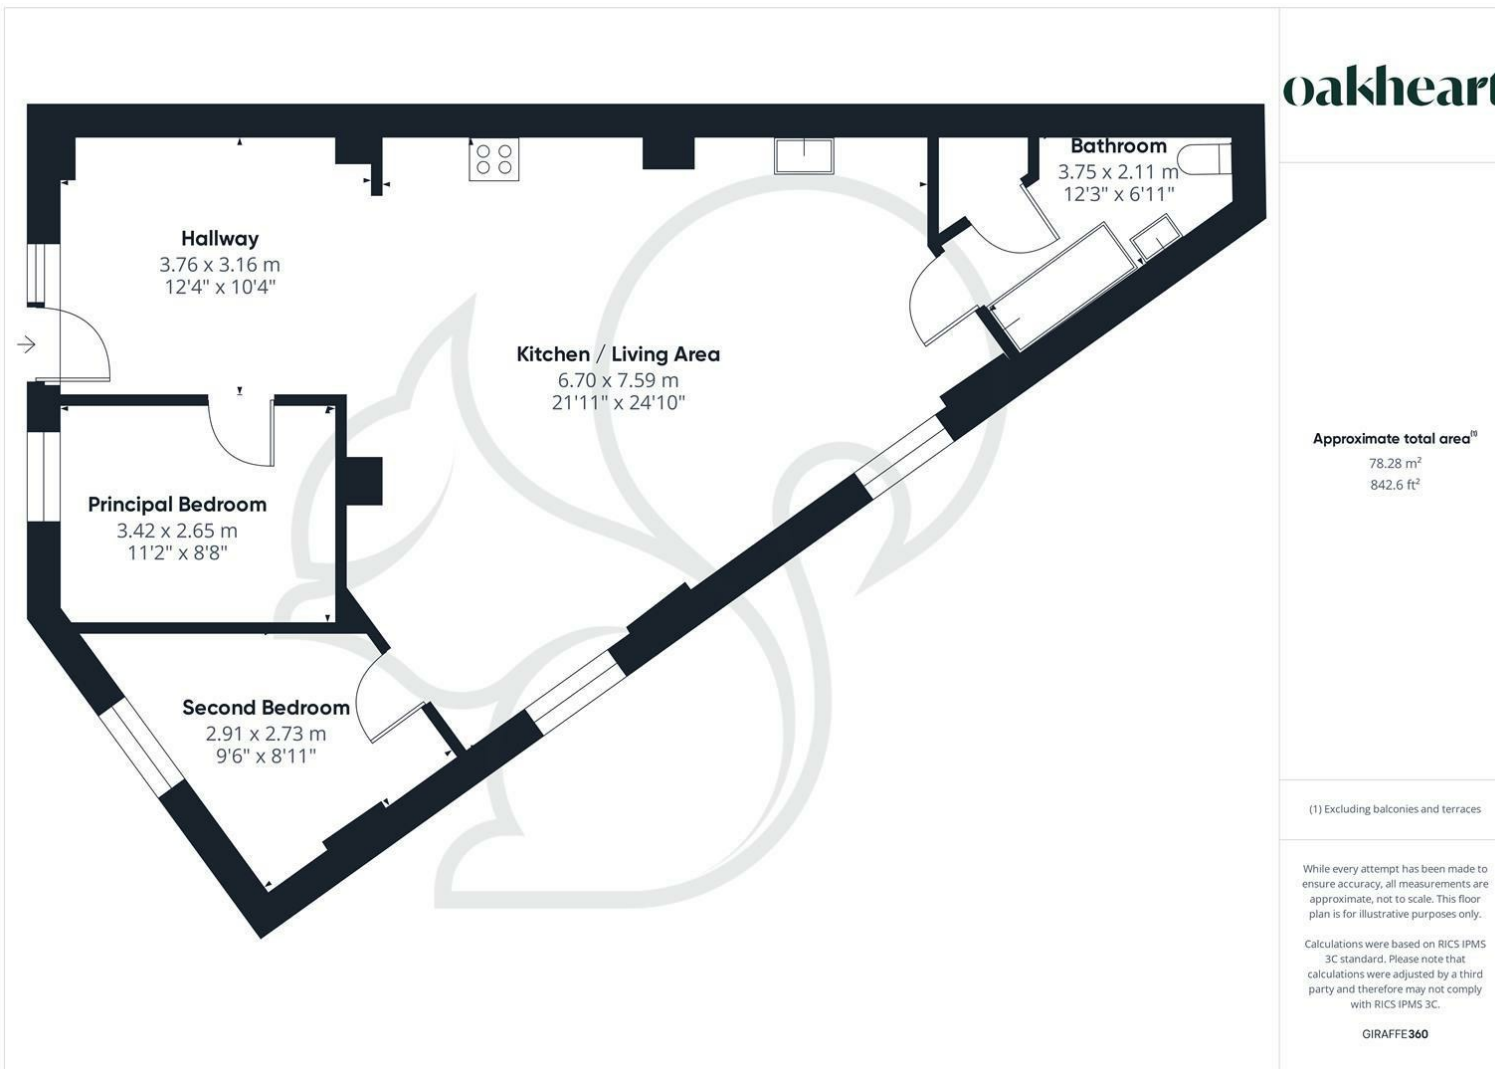 oakheart
Bathroom
3.75 x 2.11 m
12'3" x 6'11"
Hallway
3.76 x 3.16 m
12'4" x 10'4"
Kitchen / Living Area
6.70 x 7.59 m
21'11" x 24'10"
Principal Bedroom
3.42 x 2.65 m
11'2" x 8'8"
Second Bedroom
2.91 x 2.73 m
9'6" x 8'11"
Approximate total area(1)
78.28 m²
842.6 ft²
(1) Excluding balconies and terraces
While every attempt has been made to
ensure accuracy, all measurements are
approximate, not to scale. This floor
plan is for illustrative purposes only.
Calculations were based on RICS IPMS
3C standard. Please note that
calculations were adjusted by a third
party and therefore may not comply
with RICS IPMS 3C.
GIRAFFE360